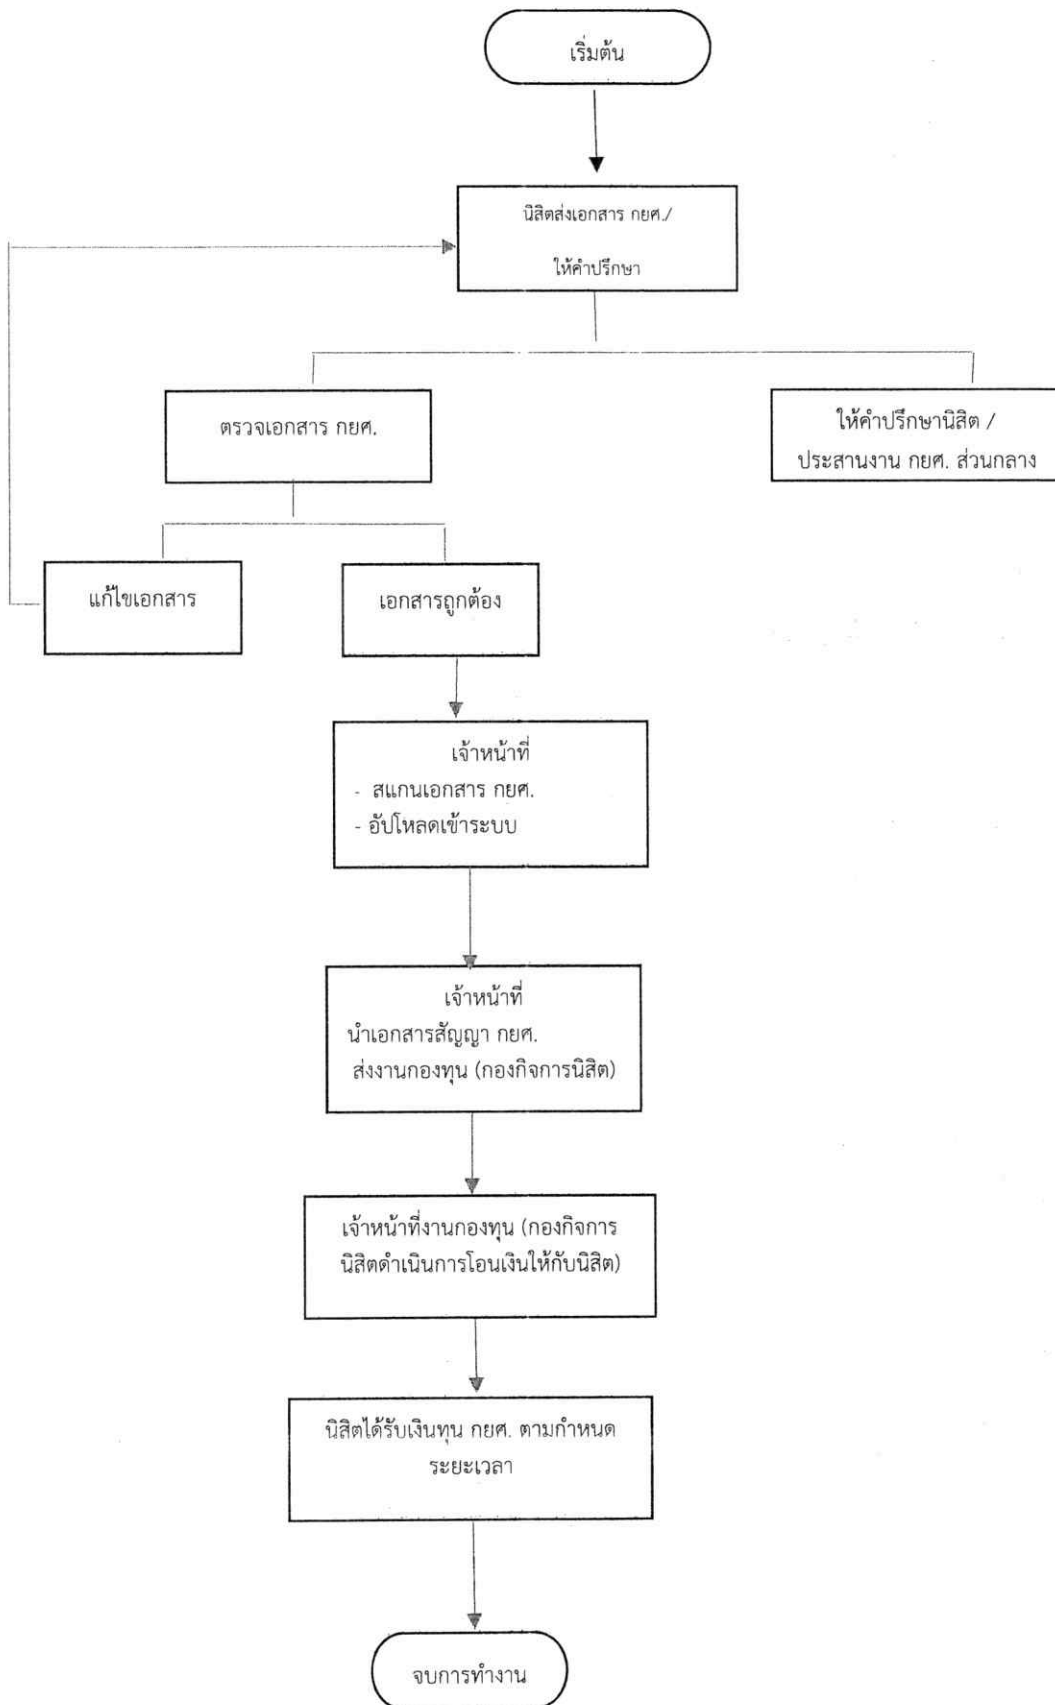 เริ่มต้น
นิสิตส่งเอกสาร กยศ./
ให้คำปรึกษา
ตรวจเอกสาร กยศ.
ให้คำปรึกษานิสิต /
ประสานงาน กยศ. ส่วนกลาง
แก้ไขเอกสาร
เอกสารถูกต้อง
เจ้าหน้าที่
- สแกนเอกสาร กยศ.
- อัปโหลดเข้าระบบ
เจ้าหน้าที่
นำเอกสารสัญญา กยศ.
ส่งงานกองทุน (กองกิจการนิสิต)
เจ้าหน้าที่งานกองทุน (กองกิจการ
นิสิตดำเนินการโอนเงินให้กับนิสิต)
นิสิตได้รับเงินทุน กยศ. ตามกำหนด
ระยะเวลา
จบการทำงาน